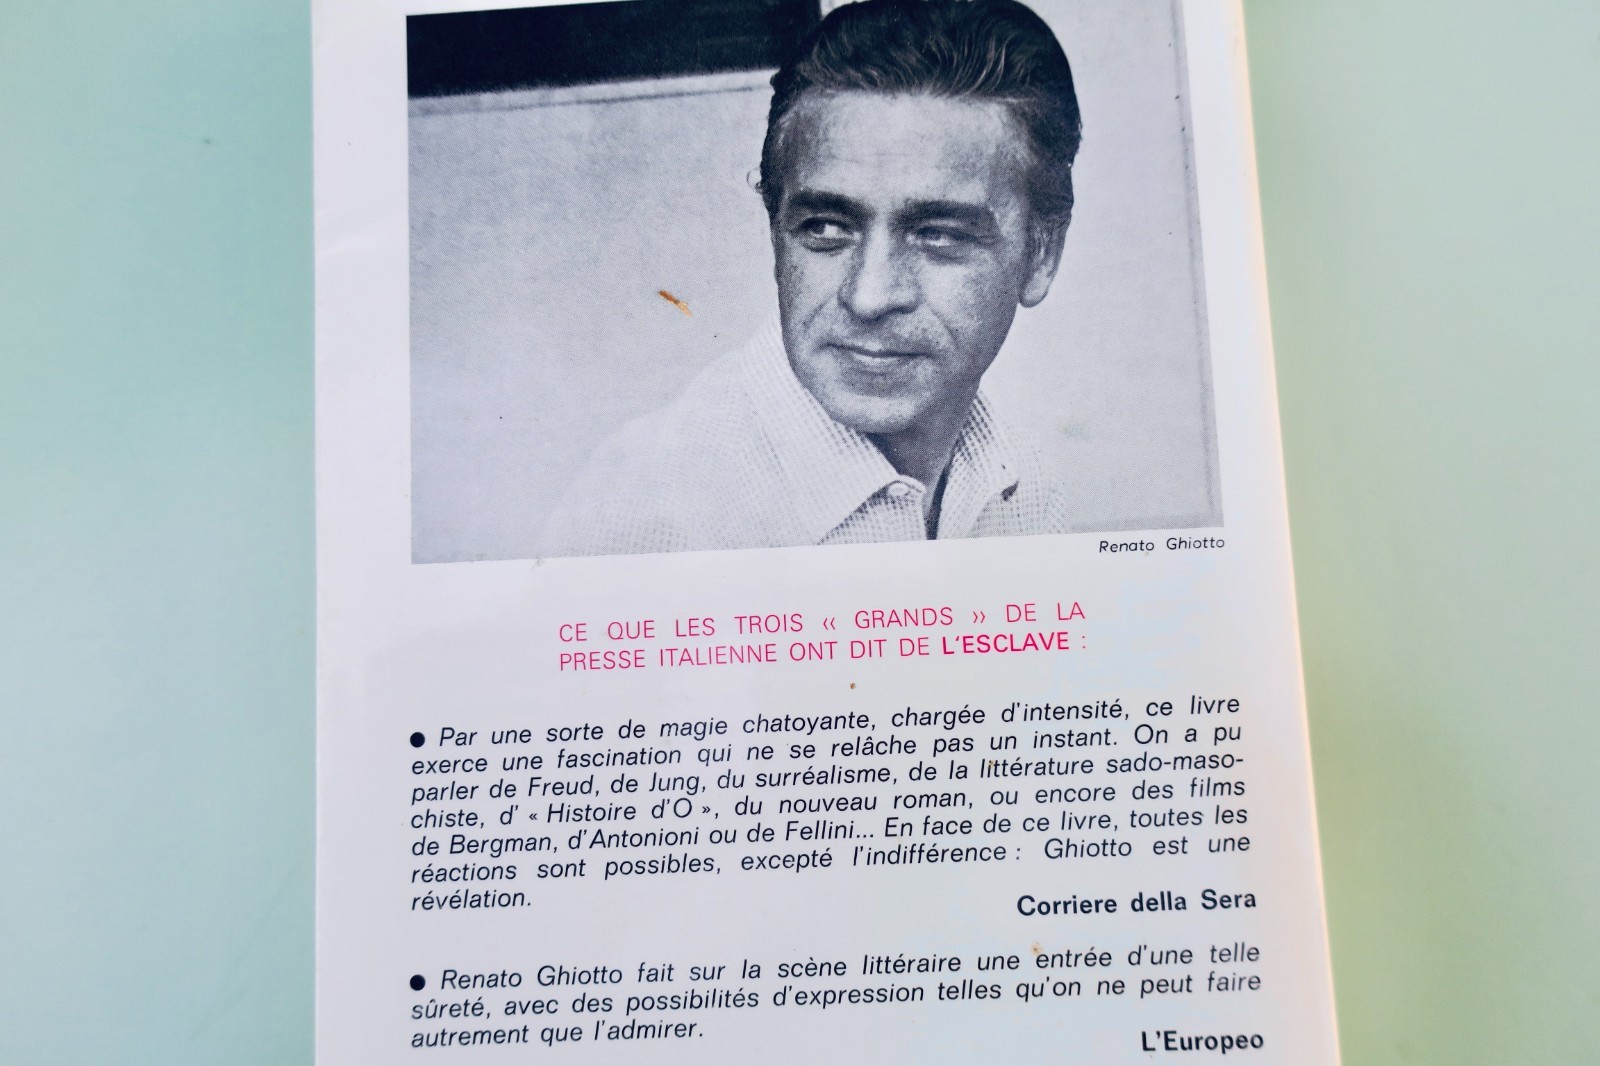 Renato Ghiotto
CE QUE LES TROIS « GRANDS » DE LA
PRESSE ITALIENNE ONT DIT DE L'ESCLAVE :
● Par une sorte de magie chatoyante, chargée d'intensité, ce livre
exerce une fascination qui ne se relâche pas un instant. On a pu
parler de Freud, de Jung, du surréalisme, de la littérature sado-maso-
chiste, d' « Histoire d'O », du nouveau roman, ou encore des films
de Bergman, d'Antonioni ou de Fellini... En face de ce livre, toutes les
réactions sont possibles, excepté l'indifférence : Ghiotto est une
révélation.
Corriere della Sera
● Renato Ghiotto fait sur la scène littéraire une entrée d'une telle
sûreté, avec des possibilités d'expression telles qu'on ne peut faire
autrement que l'admirer.
L'Europeo